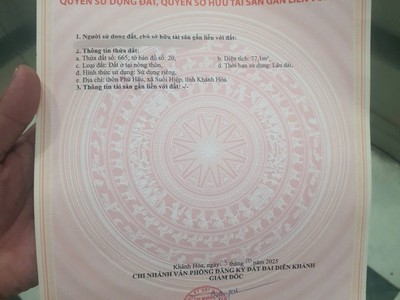 QUYỀN SỬ DỤNG ĐẤT, QUYỀN SỞ HỮU TÀI SẢN GẮN LIỀN
1. Người sử dụng đất, chủ sở hữu tài sản gắn liền với đất:
2. Thông tin thửa đất:
a. Thửa đất số: 665; tờ bản đồ số: 20; b. Diện tích: 77,1m²;
c. Loại đất: Đất ở tại nông thôn; d. Thời hạn sử dụng: Lâu dài;
đ. Hình thức sử dụng: Sử dụng riêng;
e. Địa chỉ: thôn Phú Hậu, xã Suối Hiệp, tỉnh Khánh Hòa.
3. Thông tin tài sản gắn liền với đất: -/-.
Khánh Hòa, ngày tháng 10 năm 2025
CHI NHÁNH VĂN PHÒNG ĐĂNG KÝ ĐẤT ĐAI DIÊN KHÁNH
GIÁM ĐỐC